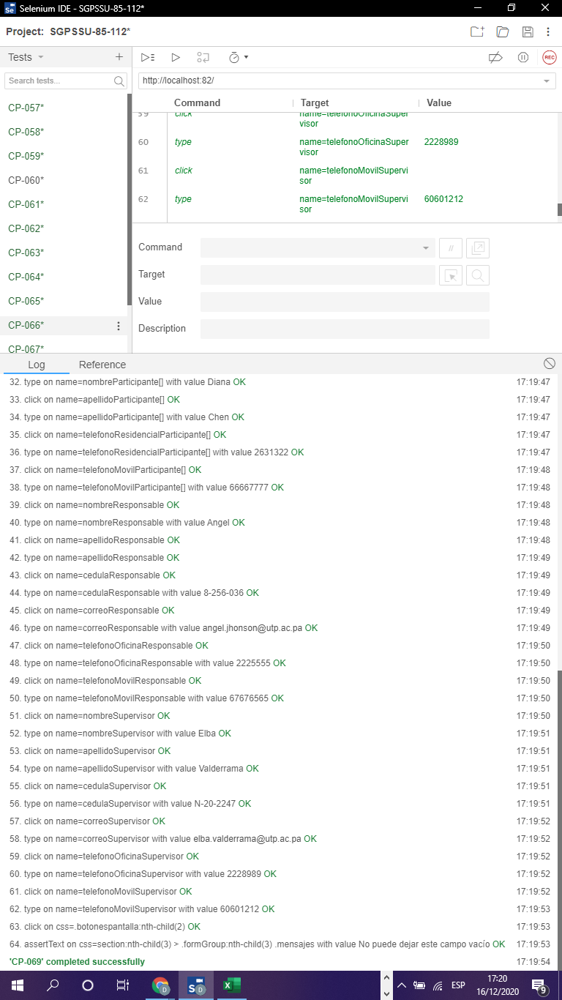 Selenium IDE - SGPSSU-85-112*
Project: SGPSSU-85-112*
Tests
REC
Search tests...
http://localhost:82/
Command Target Value
CP-057*
CP-058*
CP-059*
CP-060*
CP-061*
CP-062*
CP-063*
CP-064*
CP-065*
CP-066*
CP-067*
59 click name=telefonoOficinaSuper
visor
60 type name=telefonoOficinaSuper
visor 2228989
61 click name=telefonoMovilSupervi
sor
62 type name=telefonoMovilSupervi
sor 60601212
Command //
Target
Value
Description
Log Reference
32. type on name=nombreParticipante[] with value Diana OK 17:19:47
33. click on name=apellidoParticipante[] OK 17:19:47
34. type on name=apellidoParticipante[] with value Chen OK 17:19:47
35. click on name=telefonoResidencialParticipante[] OK 17:19:47
36. type on name=telefonoResidencialParticipante[] with value 2631322 OK 17:19:47
37. click on name=telefonoMovilParticipante[] OK 17:19:48
38. type on name=telefonoMovilParticipante[] with value 66667777 OK 17:19:48
39. click on name=nombreResponsable OK 17:19:48
40. type on name=nombreResponsable with value Angel OK 17:19:48
41. click on name=apellidoResponsable OK 17:19:48
42. type on name=apellidoResponsable OK 17:19:49
43. click on name=cedulaResponsable OK 17:19:49
44. type on name=cedulaResponsable with value 8-256-036 OK 17:19:49
45. click on name=correoResponsable OK 17:19:49
46. type on name=correoResponsable with value angel.jhonson@utp.ac.pa OK 17:19:49
47. click on name=telefonoOficinaResponsable OK 17:19:50
48. type on name=telefonoOficinaResponsable with value 2225555 OK 17:19:50
49. click on name=telefonoMovilResponsable OK 17:19:50
50. type on name=telefonoMovilResponsable with value 67676565 OK 17:19:50
51. click on name=nombreSupervisor OK 17:19:50
52. type on name=nombreSupervisor with value Elba OK 17:19:51
53. click on name=apellidoSupervisor OK 17:19:51
54. type on name=apellidoSupervisor with value Valderrama OK 17:19:51
55. click on name=cedulaSupervisor OK 17:19:51
56. type on name=cedulaSupervisor with value N-20-2247 OK 17:19:51
57. click on name=correoSupervisor OK 17:19:52
58. type on name=correoSupervisor with value elba.valderrama@utp.ac.pa OK 17:19:52
59. click on name=telefonoOficinaSupervisor OK 17:19:52
60. type on name=telefonoOficinaSupervisor with value 2228989 OK 17:19:52
61. click on name=telefonoMovilSupervisor OK 17:19:52
62. type on name=telefonoMovilSupervisor with value 60601212 OK 17:19:53
63. click on css=.botonespantalla:nth-child(2) OK 17:19:53
64. assertText on css=section:nth-child(3) > .formGroup:nth-child(3) .mensajes with value No puede dejar este campo vacío OK 17:19:53
'CP-069' completed successfully 17:19:54
ESP
17:20
16/12/2020
9